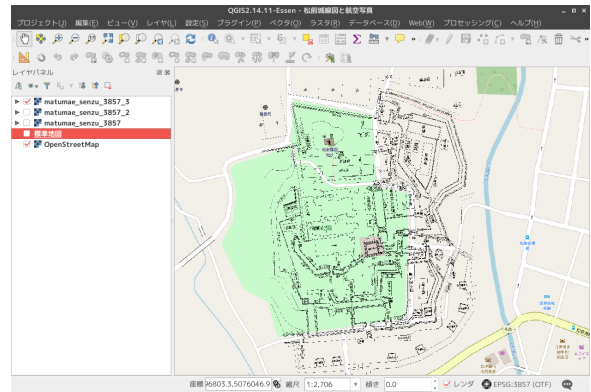 QGIS2.14.11-Essen - 松前城線図と航空写真
プロジェクト(J) 編集(E) ビュー(V) レイヤ(L) 設定(S) プラグイン(P) ベクタ(O) ラスタ(R) データベース(D) Web(W) プロセッシング(C) ヘルプ(H)
レイヤパネル
matumae_senzu_3857_3
matumae_senzu_3857_2
matumae_senzu_3857
標準地図
OpenStreetMap
座標 96803.3,5076046.9 縮尺 1:2,706 傾き 0.0 レンダ EPSG:3857 (OTF)